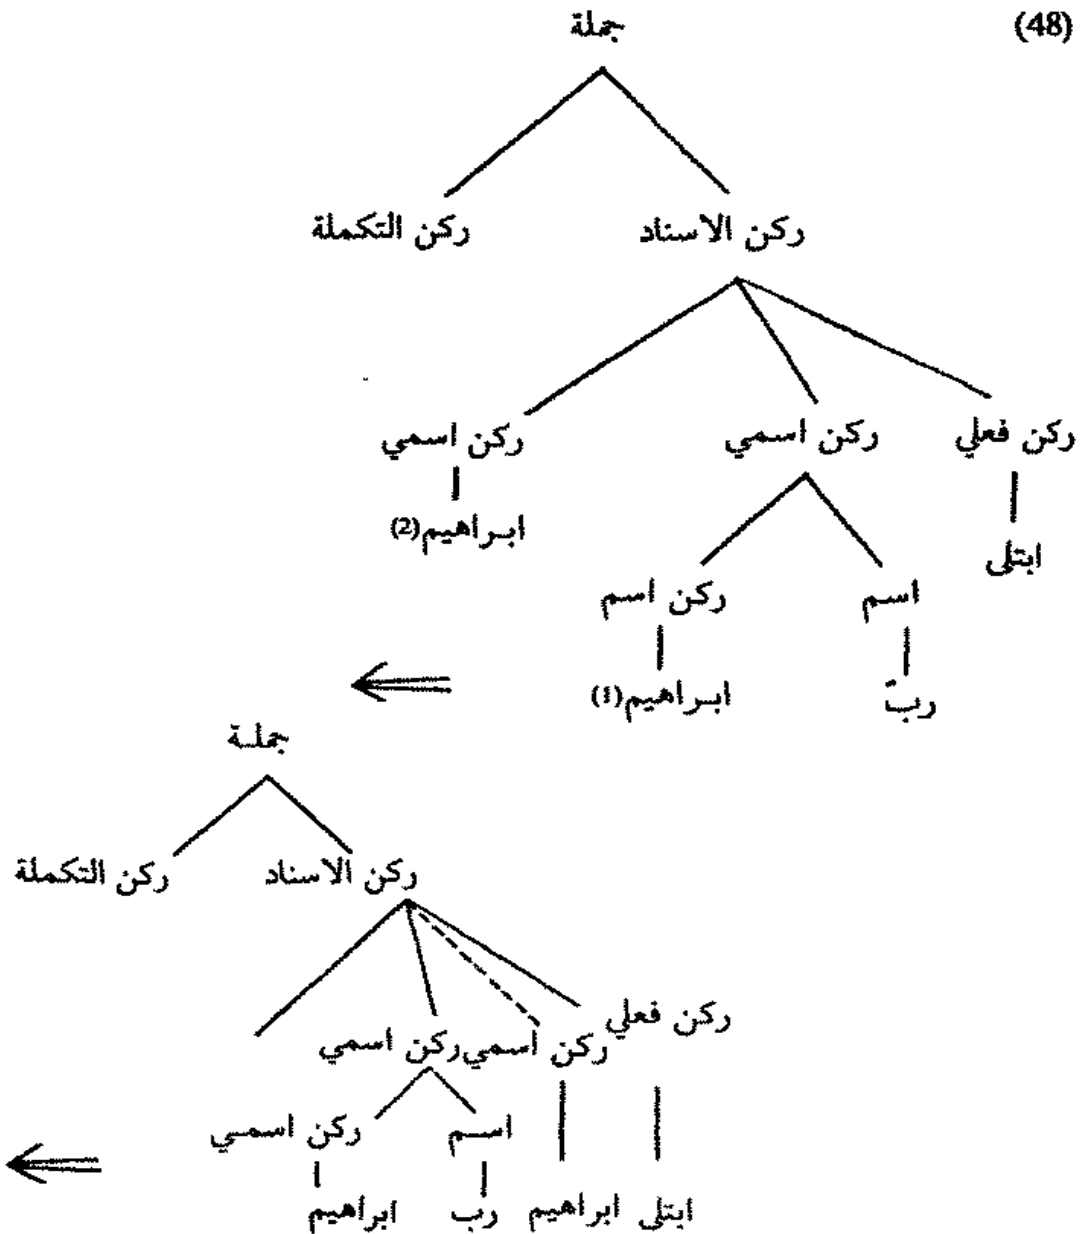 (48)
جملة
ركن الاسناد ركن التكملة
ركن فعلي ركن اسمي ركن اسمي
ابتلى ابراهيم(2)
اسم ركن اسم
ربّ ابراهيم(1)
جملة
ركن الاسناد ركن التكملة
ركن فعلي
ركن اسمي ركن اسمي
اسم ركن اسمي
ابتلى ابراهيم رب ابراهيم